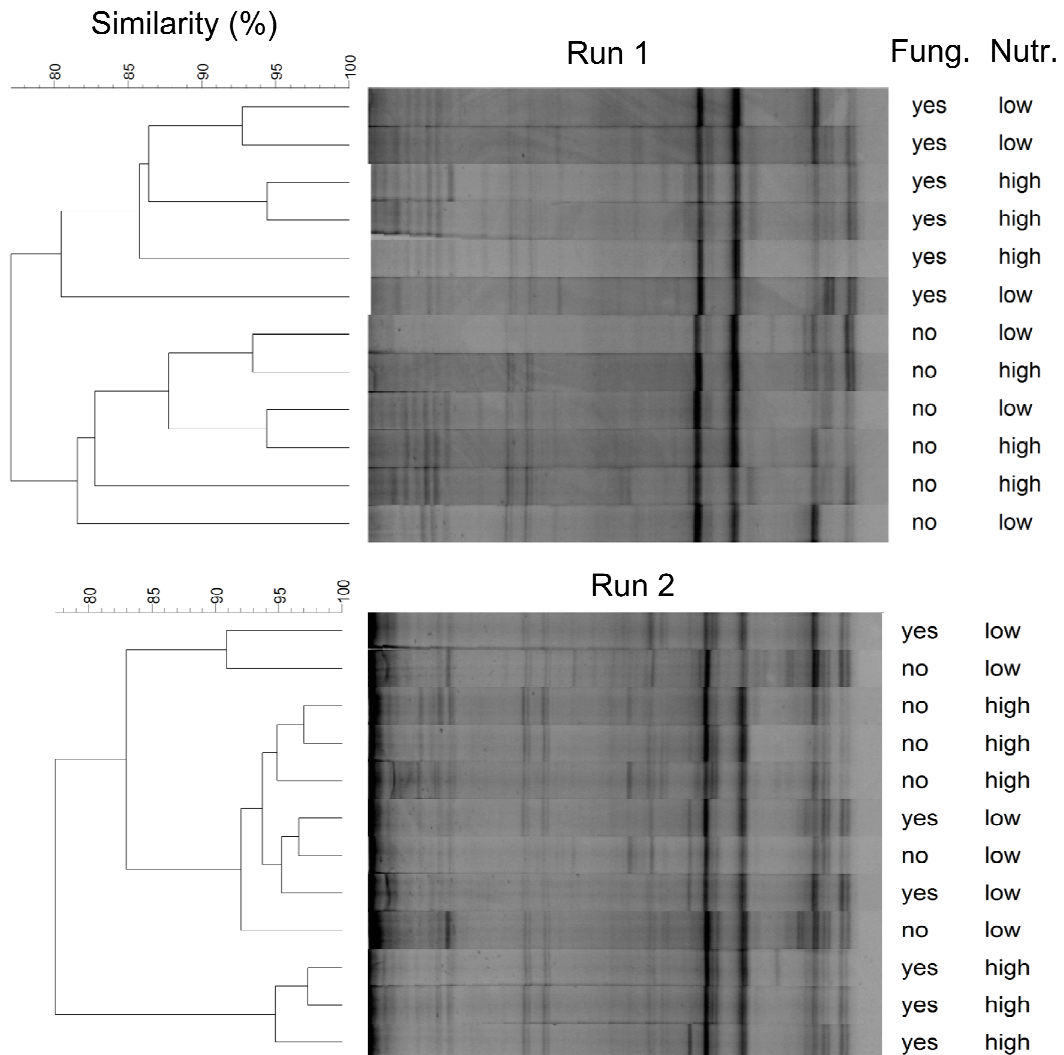 Similarity (%)
Run 1
Fung. Nutr.
80 85 90 95 100
yes low
yes low
yes high
yes high
yes high
yes low
no low
no high
no low
no high
no high
no low
Run 2
80 85 90 95 100
yes low
no low
no high
no high
no high
yes low
no low
yes low
no low
yes high
yes high
yes high